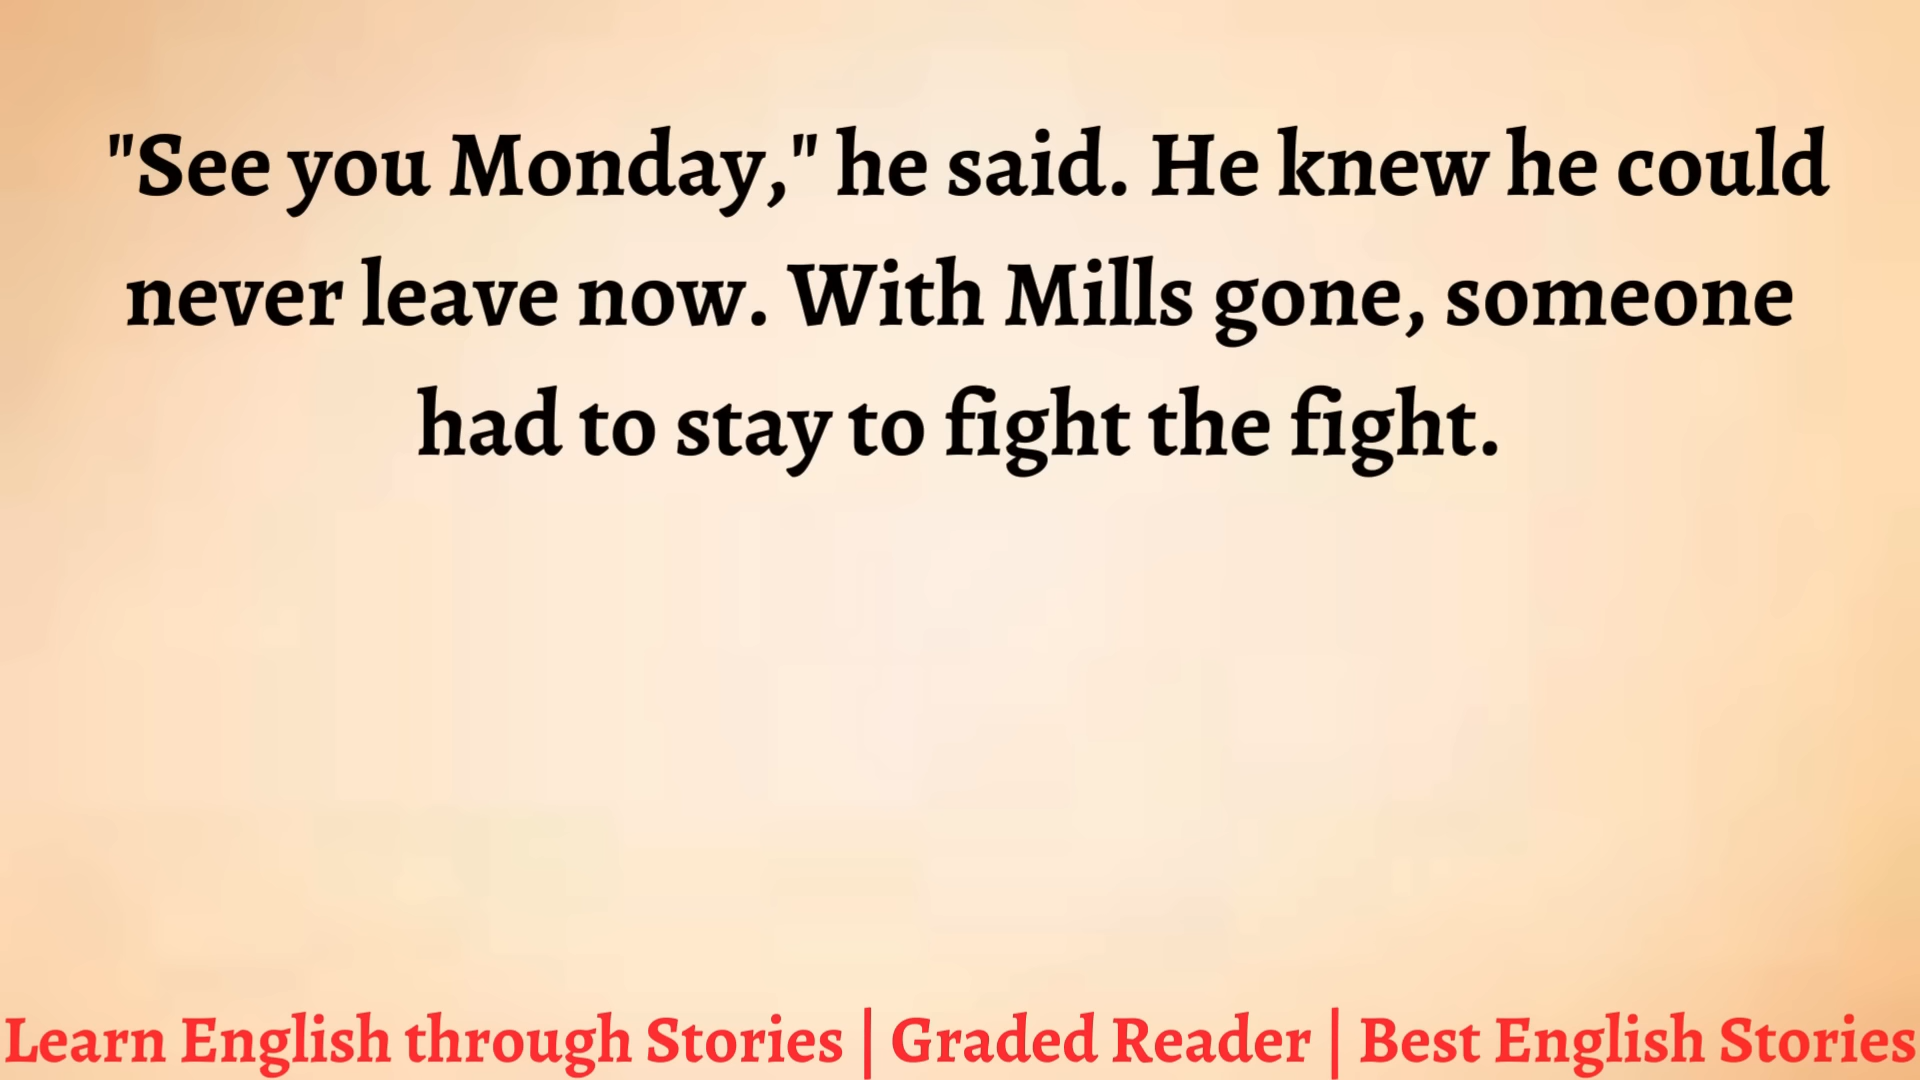 "See you Monday," he said. He knew he could
never leave now. With Mills gone, someone
had to stay to fight the fight.
Learn English through Stories | Graded Reader | Best English Stories